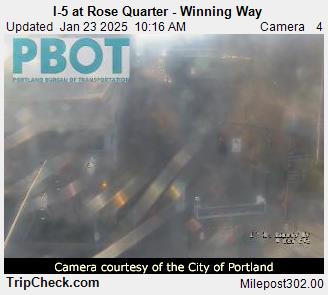 I-5 at Rose Quarter - Winning Way
Updated Jan 23 2025 10:16 AM Camera 4
PBOT
PORTLAND BUREAU OF TRANSPORTATION
Camera courtesy of the City of Portland
TripCheck.com Milepost302.00